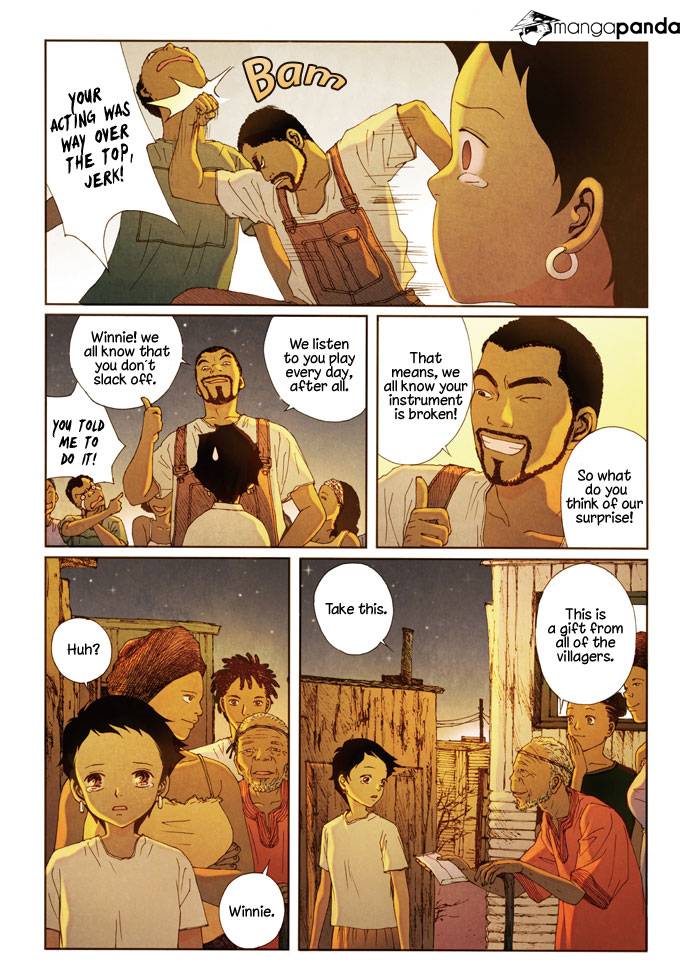 mangapanda
Bam
YOUR
ACTING WAS
WAY OVER
THE TOP,
JERK!
Winnie! we
all know that
you don't
slack off.
We listen
to you play
every day,
after all.
YOU TOLD
ME TO
DO IT!
That
means, we
all know your
instrument
is broken!
So what
do you
think of our
surprise!
Huh?
Winnie.
Take this.
This is
a gift from
all of the
villagers.